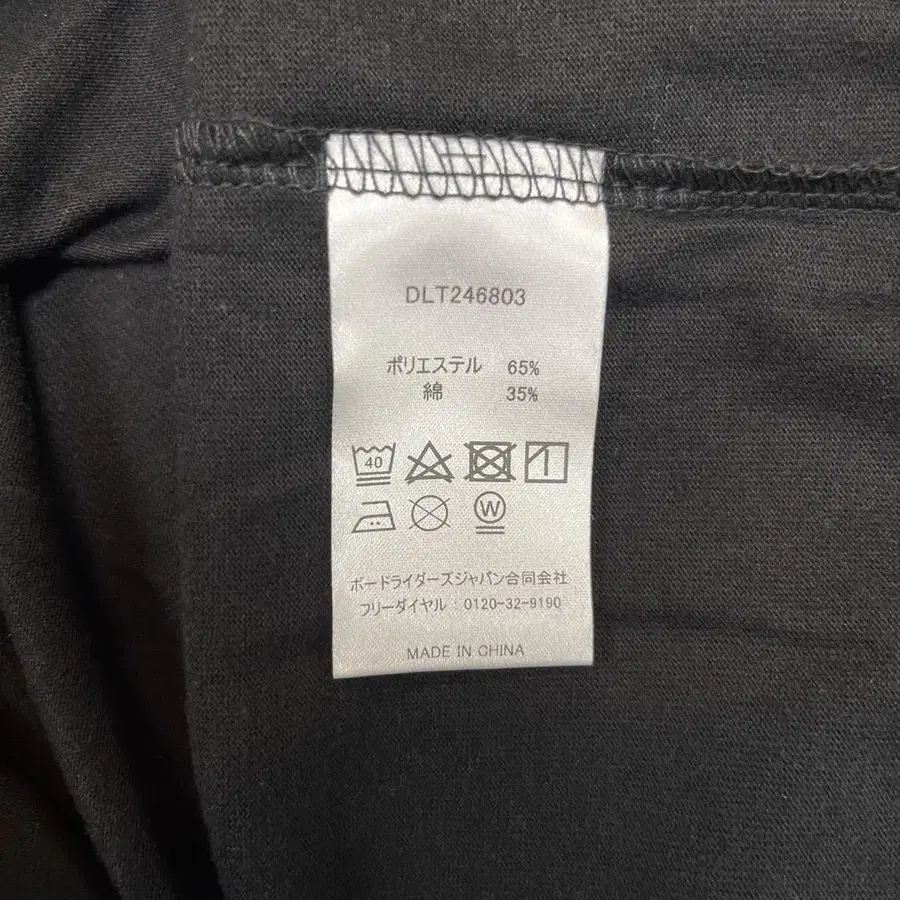 DLT246803
ポリエステル 65%
綿 35%
40
W
ボードライダーズジャパン合同会社
フリーダイヤル：0120-32-9190
MADE IN CHINA